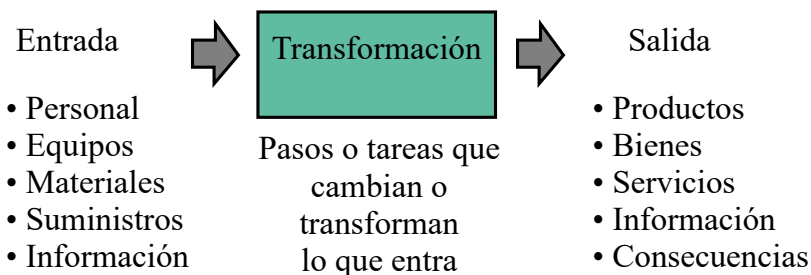 Entrada
Transformación
Salida
• Personal
• Equipos
• Materiales
• Suministros
• Información
Pasos o tareas que
cambian o
transforman
lo que entra
• Productos
• Bienes
• Servicios
• Información
• Consecuencias